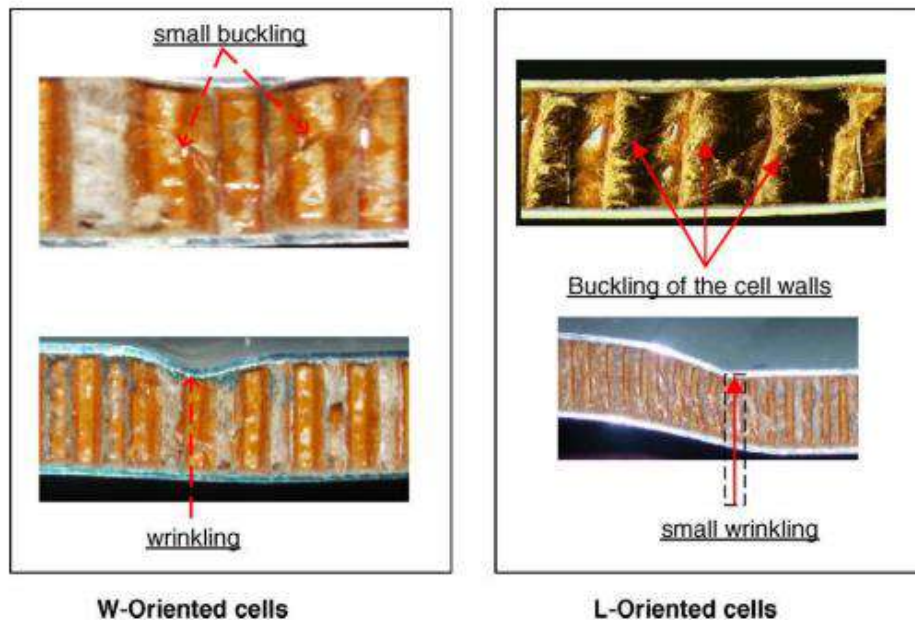 small buckling
wrinkling
W-Oriented cells
Buckling of the cell walls
small wrinkling
L-Oriented cells